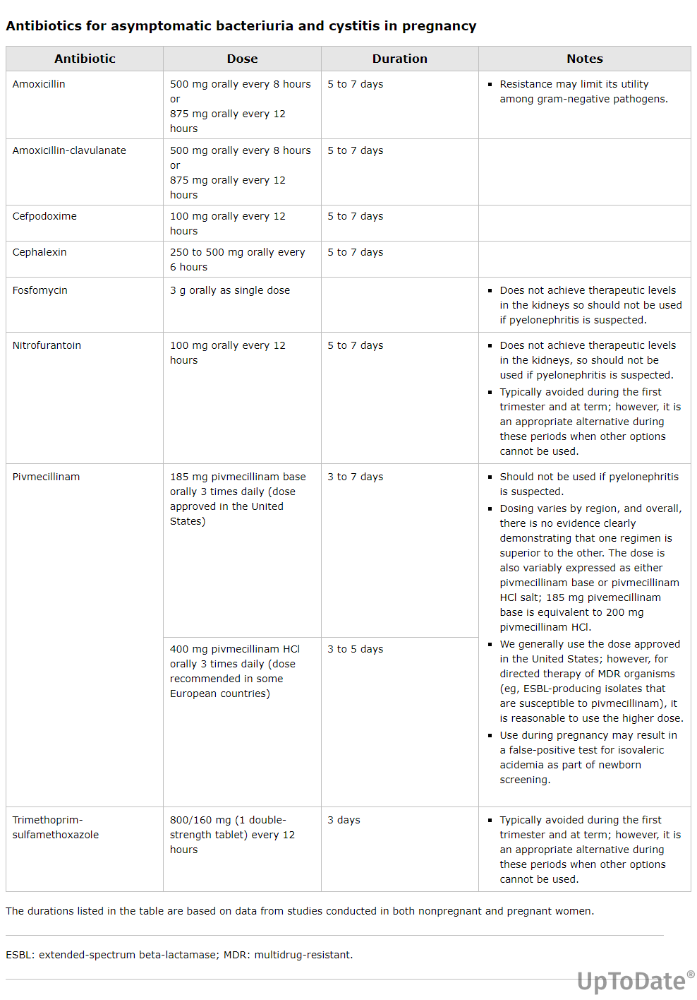 Antibiotics for asymptomatic bacteriuria and cystitis in pregnancy
Antibiotic Dose Duration Notes
Amoxicillin
500 mg orally every 8 hours
or
875 mg orally every 12
hours
5 to 7 days
▪ Resistance may limit its utility
among gram-negative pathogens.
Amoxicillin-clavulanate
500 mg orally every 8 hours
or
875 mg orally every 12
hours
5 to 7 days
Cefpodoxime
100 mg orally every 12
hours
5 to 7 days
Cephalexin
250 to 500 mg orally every
6 hours
5 to 7 days
Fosfomycin
3 g orally as single dose
▪ Does not achieve therapeutic levels
in the kidneys so should not be used
if pyelonephritis is suspected.
Nitrofurantoin
100 mg orally every 12
hours
5 to 7 days
▪ Does not achieve therapeutic levels
in the kidneys, so should not be
used if pyelonephritis is suspected.
▪ Typically avoided during the first
trimester and at term; however, it is
an appropriate alternative during
these periods when other options
cannot be used.
Pivmecillinam
185 mg pivmecillinam base
orally 3 times daily (dose
approved in the United
States)
3 to 7 days
400 mg pivmecillinam HCl
orally 3 times daily (dose
recommended in some
European countries)
3 to 5 days
▪ Should not be used if pyelonephritis
is suspected.
▪ Dosing varies by region, and overall,
there is no evidence clearly
demonstrating that one regimen is
superior to the other. The dose is
also variably expressed as either
pivmecillinam base or pivmecillinam
HCl salt; 185 mg pivemecillinam
base is equivalent to 200 mg
pivmecillinam HCl.
▪ We generally use the dose approved
in the United States; however, for
directed therapy of MDR organisms
(eg, ESBL-producing isolates that
are susceptible to pivmecillinam), it
is reasonable to use the higher dose.
▪ Use during pregnancy may result in
a false-positive test for isovaleric
acidemia as part of newborn
screening.
Trimethoprim-
sulfamethoxazole
800/160 mg (1 double-
strength tablet) every 12
hours
3 days
▪ Typically avoided during the first
trimester and at term; however, it is
an appropriate alternative during
these periods when other options
cannot be used.
The durations listed in the table are based on data from studies conducted in both nonpregnant and pregnant women.
ESBL: extended-spectrum beta-lactamase; MDR: multidrug-resistant.
UpToDate®